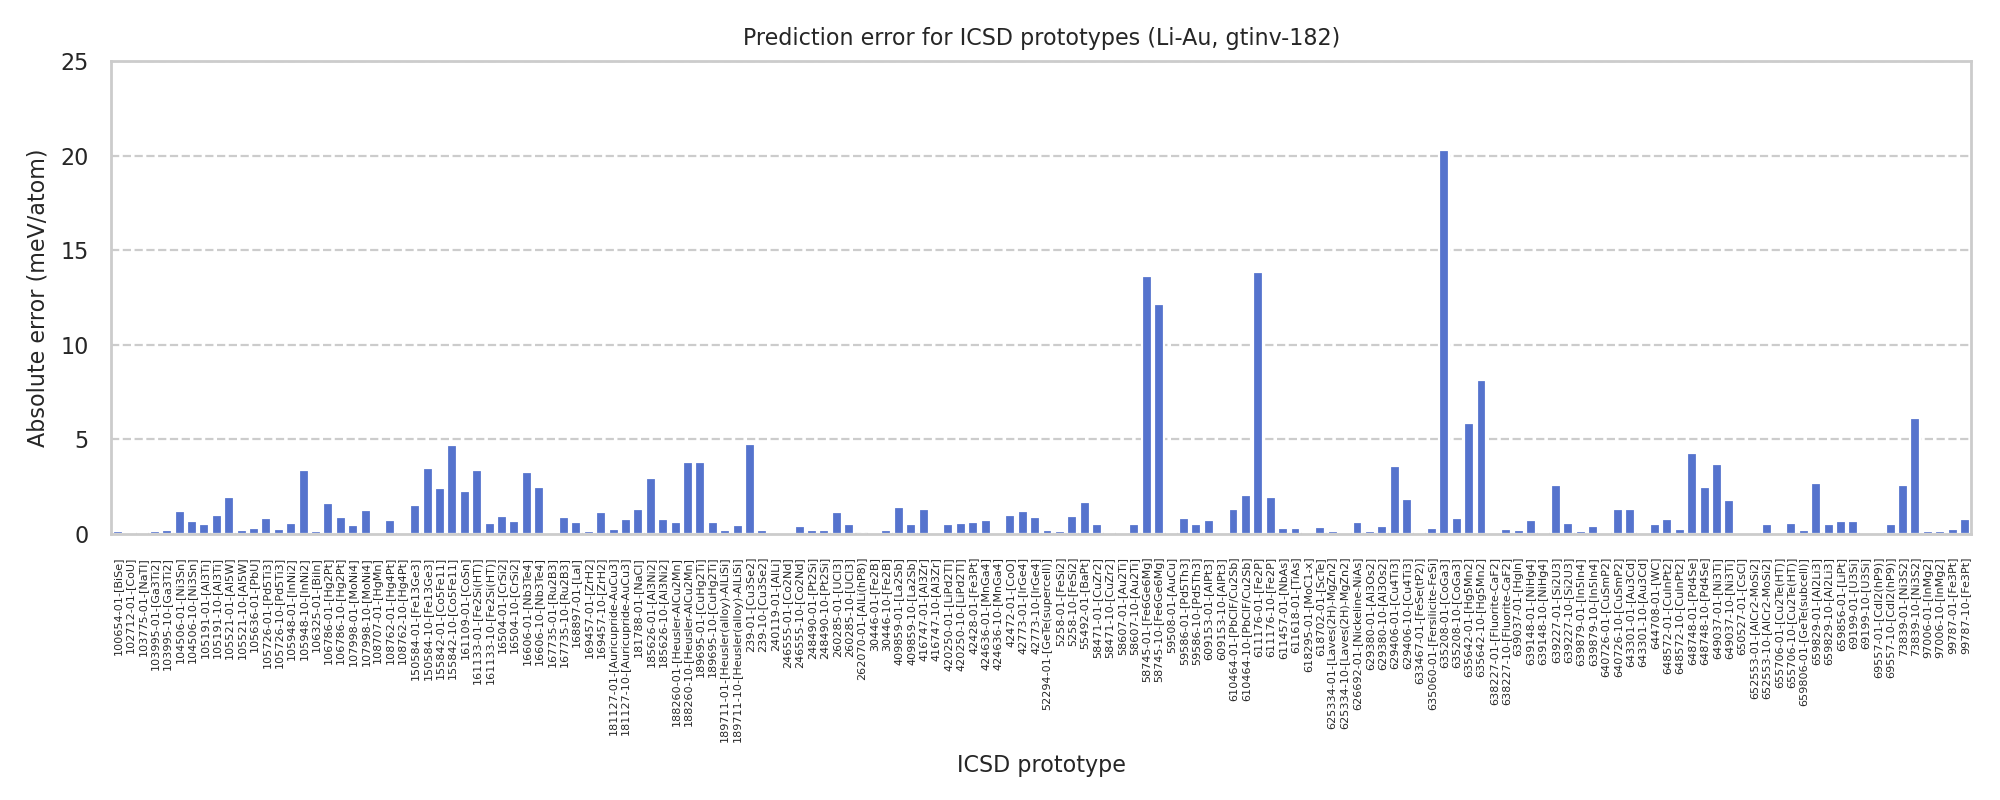 Prediction error for ICSD prototypes (Li-Au, gtinv-182)
Absolute error (meV/atom)
25
20
15
10
5
0
100654-01-[BiSe]
102712-01-[CoU]
103775-01-[NaTl]
103995-01-[Ga3Ti2]
103995-10-[Ga3Ti2]
104506-01-[Ni3Sn]
104506-10-[Ni3Sn]
105191-01-[Al3Ti]
105191-10-[Al3Ti]
105521-01-[Al5W]
105521-10-[Al5W]
105636-01-[PbU]
105726-01-[Pd5Ti3]
105726-10-[Pd5Ti3]
105948-01-[InNi2]
105948-10-[InNi2]
106325-01-[BiIn]
106786-01-[Hg2Pt]
106786-10-[Hg2Pt]
107998-01-[MoNi4]
107998-10-[MoNi4]
108707-01-[HgMn]
108762-01-[Hg4Pt]
108762-10-[Hg4Pt]
150584-01-[Fe13Ge3]
150584-10-[Fe13Ge3]
155842-01-[Co5Fe11]
155842-10-[Co5Fe11]
161109-01-[CoSn]
161133-01-[Fe2Si(HT)]
161133-10-[Fe2Si(HT)]
16504-01-[CrSi2]
16504-10-[CrSi2]
16606-01-[Nb3Te4]
16606-10-[Nb3Te4]
167735-01-[Ru2B3]
167735-10-[Ru2B3]
168897-01-[LaI]
169457-01-[ZrH2]
169457-10-[ZrH2]
181127-01-[Auricupride-AuCu3]
181127-10-[Auricupride-AuCu3]
181788-01-[NaCl]
185626-01-[Al3Ni2]
185626-10-[Al3Ni2]
188260-01-[Heusler-AlCu2Mn]
188260-10-[Heusler-AlCu2Mn]
189695-01-[CuHg2Ti]
189695-10-[CuHg2Ti]
189711-01-[Heusler(alloy)-AlLiSi]
189711-10-[Heusler(alloy)-AlLiSi]
239-01-[Cu3Se2]
239-10-[Cu3Se2]
240119-01-[AlLi]
246555-01-[Co2Nd]
246555-10-[Co2Nd]
248490-01-[Pt2Si]
248490-10-[Pt2Si]
260285-01-[UCl3]
260285-10-[UCl3]
262070-01-[AlLi(hP8)]
30446-01-[Fe2B]
30446-10-[Fe2B]
409859-01-[La2Sb]
409859-10-[La2Sb]
416747-01-[Al3Zr]
416747-10-[Al3Zr]
420250-01-[LiPd2Tl]
420250-10-[LiPd2Tl]
42428-01-[Fe3Pt]
424636-01-[MnGa4]
424636-10-[MnGa4]
42472-01-[CoO]
42773-01-[IrGe4]
42773-10-[IrGe4]
52294-01-[GeTe(supercell)]
5258-01-[FeSi2]
5258-10-[FeSi2]
55492-01-[BaPt]
58471-01-[CuZr2]
58471-10-[CuZr2]
58607-01-[Au2Ti]
58607-10-[Au2Ti]
58745-01-[Fe6Ge6Mg]
58745-10-[Fe6Ge6Mg]
59508-01-[AuCu]
59586-01-[Pd5Th3]
59586-10-[Pd5Th3]
609153-01-[AlPt3]
609153-10-[AlPt3]
610464-01-[PbClF/Cu2Sb]
610464-10-[PbClF/Cu2Sb]
611176-01-[Fe2P]
611176-10-[Fe2P]
611457-01-[NbAs]
611618-01-[TiAs]
618295-01-[MoC1-x]
618702-01-[ScTe]
625334-01-[Laves(2H)-MgZn2]
625334-10-[Laves(2H)-MgZn2]
626692-01-[Nickeline-NiAs]
629380-01-[Al3Os2]
629380-10-[Al3Os2]
629406-01-[Cu4Ti3]
629406-10-[Cu4Ti3]
633467-01-[FeSe(tP2)]
635060-01-[Fersilicite-FeSi]
635208-01-[CoGa3]
635208-10-[CoGa3]
635642-01-[Hg5Mn2]
635642-10-[Hg5Mn2]
638227-01-[Fluorite-CaF2]
638227-10-[Fluorite-CaF2]
639037-01-[HgIn]
639148-01-[NiHg4]
639148-10-[NiHg4]
639227-01-[Si2U3]
639227-10-[Si2U3]
639879-01-[In5In4]
639879-10-[In5In4]
640726-01-[CuSmP2]
640726-10-[CuSmP2]
643301-01-[Au3Cd]
643301-10-[Au3Cd]
644708-01-[WC]
648572-01-[CuInPt2]
648572-10-[CuInPt2]
648748-01-[Pd4Se]
648748-10-[Pd4Se]
649037-01-[Ni3Ti]
649037-10-[Ni3Ti]
650527-01-[CsCl]
652553-01-[AlCr2-MoSi2]
652553-10-[AlCr2-MoSi2]
655706-01-[Cu2Te(HT)]
655706-10-[Cu2Te(HT)]
659806-01-[GeTe(subcell)]
659829-01-[Al2Li3]
659829-10-[Al2Li3]
659856-01-[LiPt]
69199-01-[U3Si]
69199-10-[U3Si]
69557-01-[CdI2(hP9)]
69557-10-[CdI2(hP9)]
73839-01-[Ni3S2]
73839-10-[Ni3S2]
97006-01-[InMg2]
97006-10-[InMg2]
99787-01-[Fe3Pt]
99787-10-[Fe3Pt]
ICSD prototype